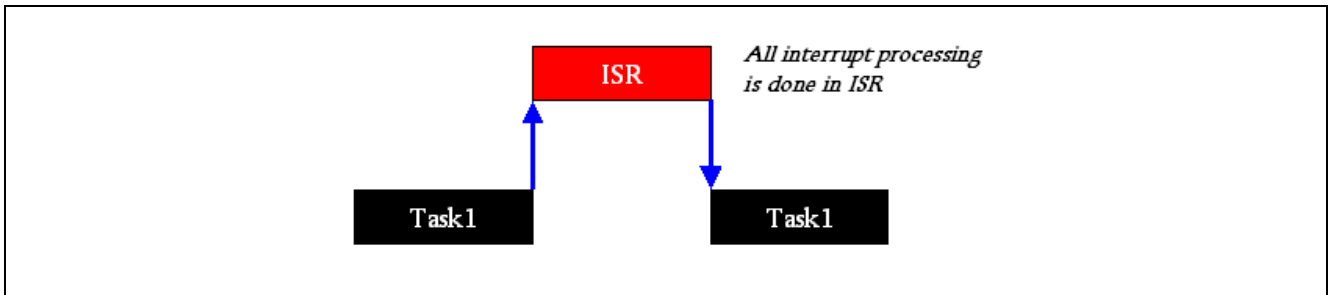 ISR
All interrupt processing
is done in ISR
Task1
Task1